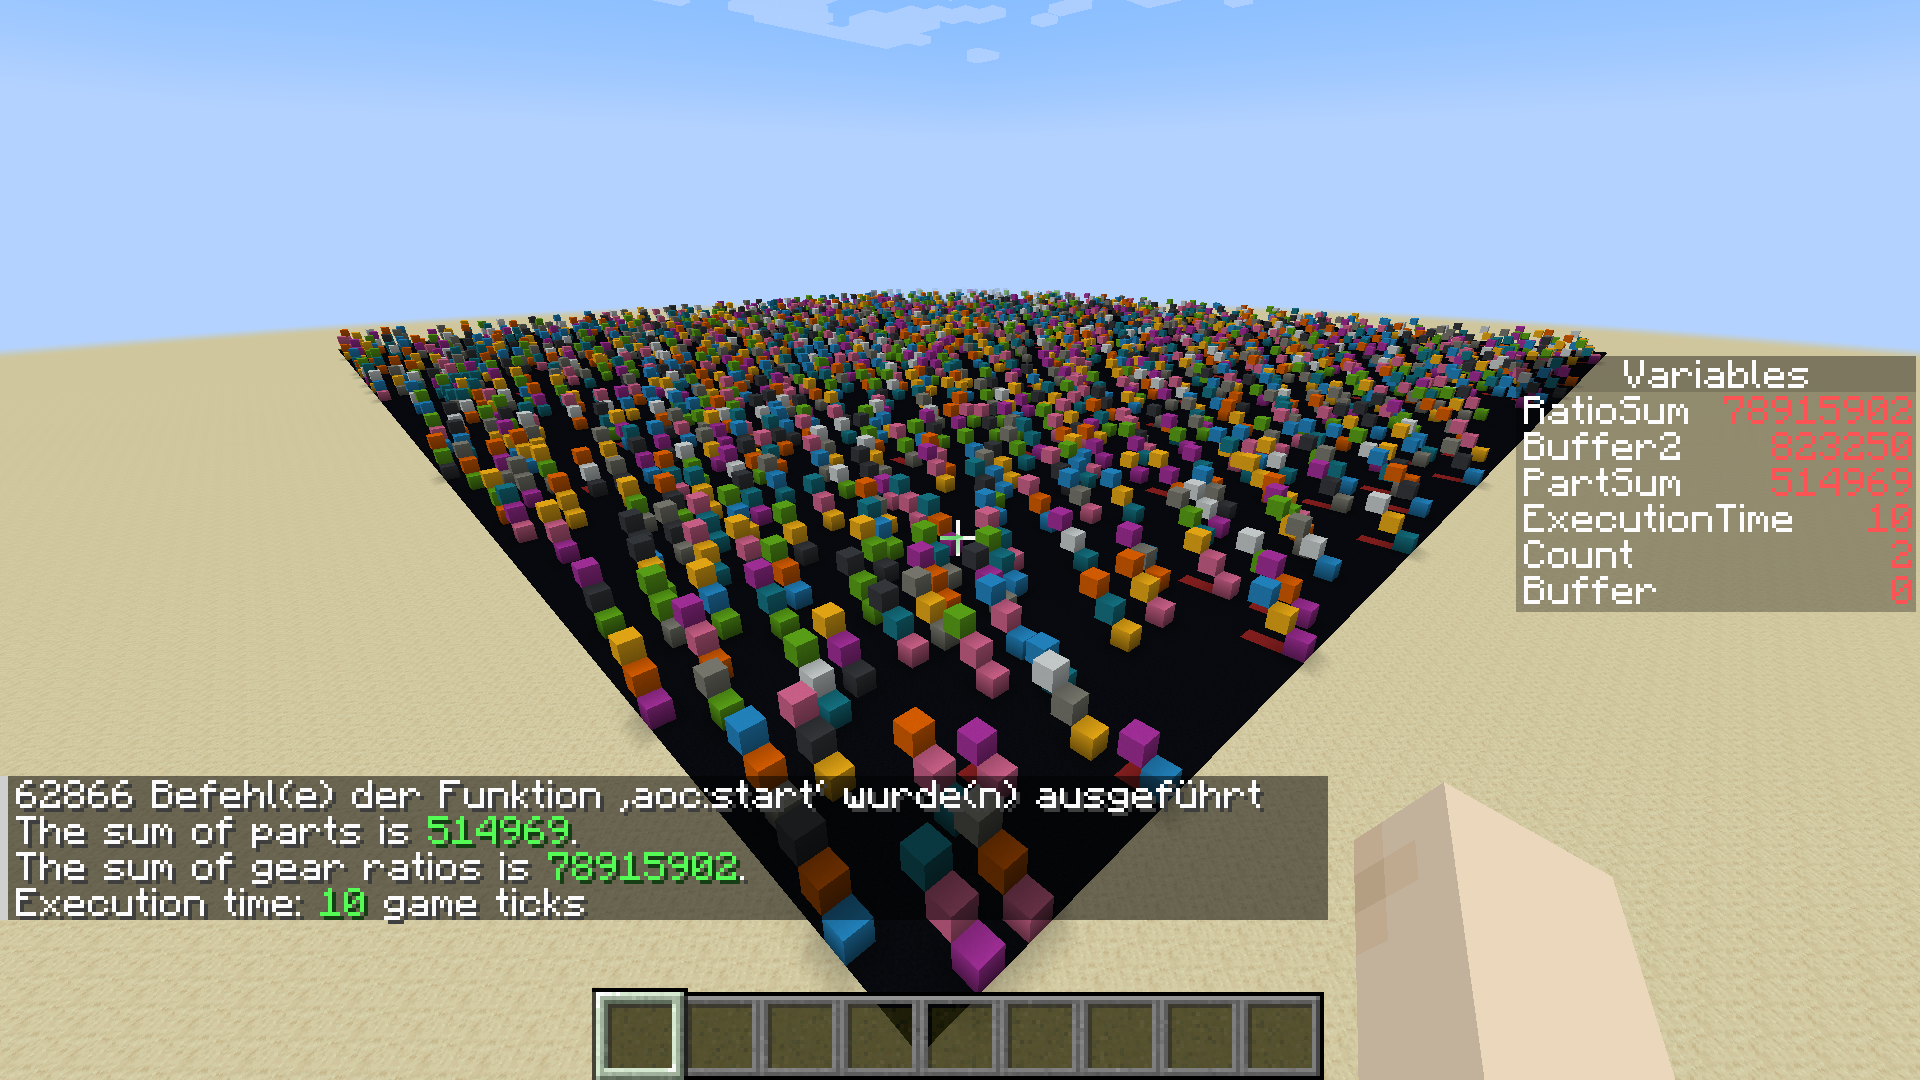 Variables
RatioSum 78915902
Buffer2 823250
PartSum 514969
ExecutionTime 10
Count 2
Buffer 0
62866 Befehl(e) der Funktion ‚aoc:start‘ wurde(n) ausgeführt
The sum of parts is 514969.
The sum of gear ratios is 78915902.
Execution time: 10 game ticks